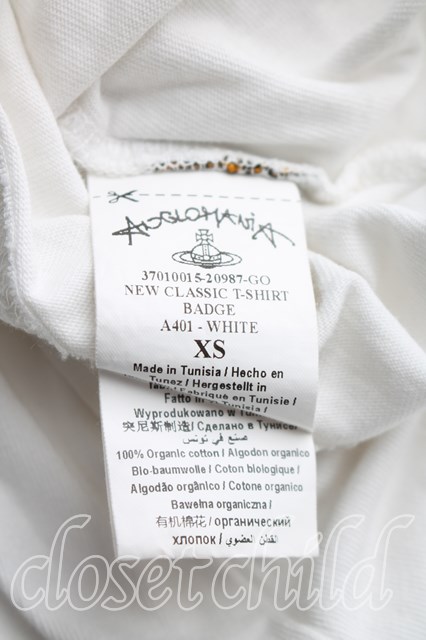 ANGLOMANIA
37010015-20987-GO
NEW CLASSIC T-SHIRT
BADGE
A401 - WHITE
XS
Made in Tunisia / Hecho en
Tunez / Hergestellt in
/ Fabriqué en Tunisie /
Fatto in Tunisia /
Wyprodukowano w
突尼斯制造/ Сделано в Тунисе/
صنع في تونس
100% Organic cotton / Algodon organico
Bio-baumwolle / Coton biologique /
Algodão orgânico / Cotone organico
Bawełna organiczna /
有机棉花 / органический
хлопок / القطن العضوي
closet child